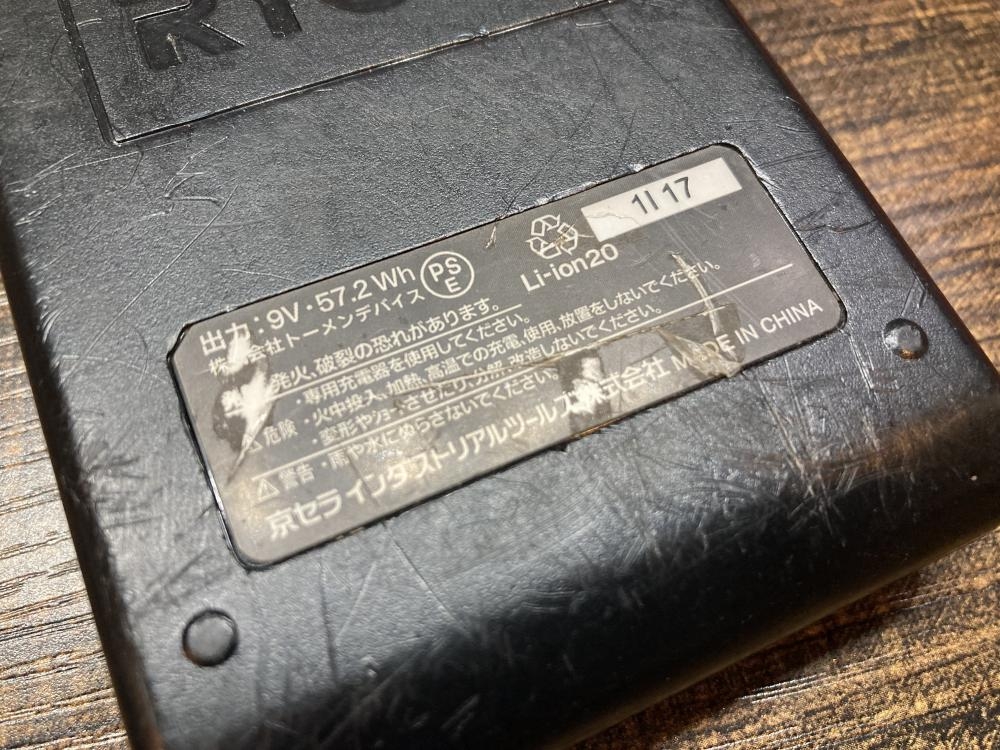 RYO
1I 17
出力:9V・57.2Wh
株式会社トーメンデバイス
PS
E
Li-ion20
発火、破裂の恐れがあります。
・専用充電器を使用してください。
危険
・火中投入、加熱、高温での充電、使用、放置をしないでください。
・変形やショートさせたり、分解、改造しないでください。
警告・雨や水にぬらさないでください。
京セラインダストリアルツールズ株式会社 MADE IN CHINA